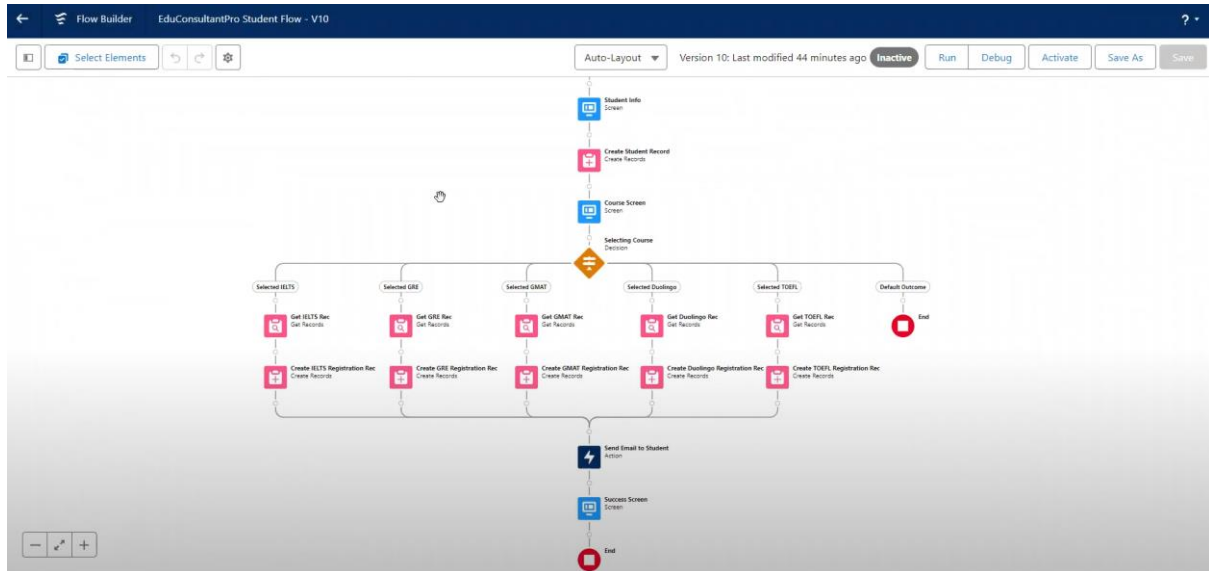 Flow Builder EduConsultantPro Student Flow - V10 ?
Select Elements Auto-Layout Version 10: Last modified 44 minutes ago Inactive Run Debug Activate Save As Save
Student Info
Screen
Create Student Record
Create Records
Course Screen
Screen
Selecting Course
Decision
Selected IELTS Selected GRE Selected GMAT Selected Duolingo Selected TOEFL Default Outcome
Get IELTS Rec Get GRE Rec Get GMAT Rec Get Duolingo Rec Get TOEFL Rec End
Get Records Get Records Get Records Get Records Get Records
Create IELTS Registration Rec Create GRE Registration Rec Create GMAT Registration Rec Create Duolingo Registration Rec Create TOEFL Registration Rec
Create Records Create Records Create Records Create Records Create Records
Send Email to Student
Action
Success Screen
Screen
End